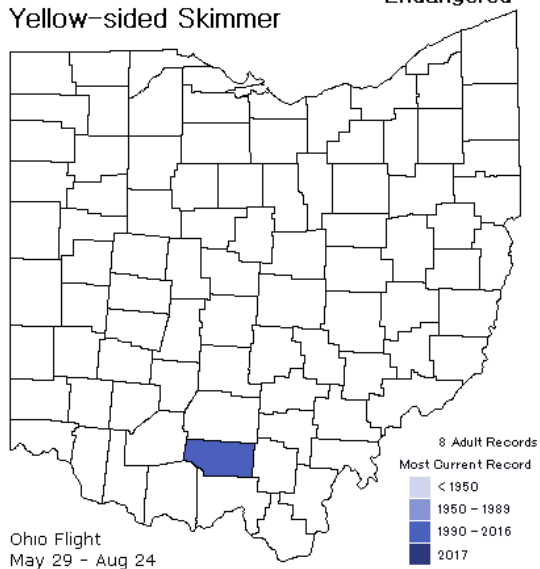 Endangered
Yellow-sided Skimmer
8 Adult Records
Most Current Record
< 1950
1950 - 1989
1990 - 2016
2017
Ohio Flight
May 29 - Aug 24